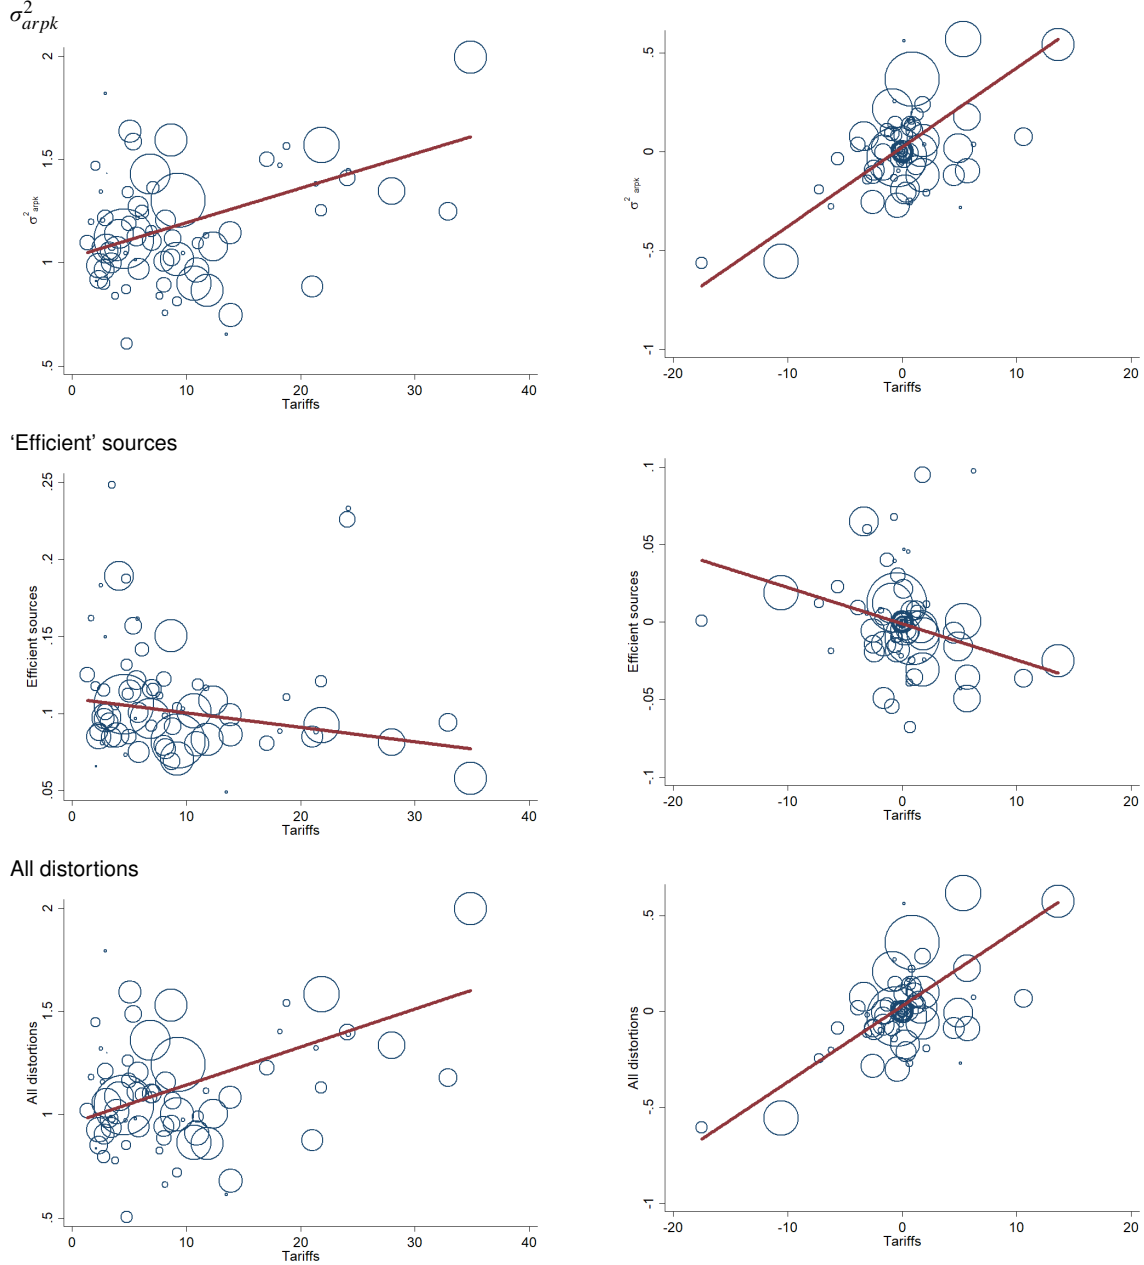 σ²arpk
2
1.5
1
.5
σ²arpk
0 10 20 30 40
Tariffs
.5
0
-.5
-1
σ²arpk
-20 -10 0 10 20
Tariffs
‘Efficient’ sources
.25
.2
.15
.1
.05
Efficient sources
0 10 20 30 40
Tariffs
.1
.05
0
-.05
-.1
Efficient sources
-20 -10 0 10 20
Tariffs
All distortions
2
1.5
1
.5
All distortions
0 10 20 30 40
Tariffs
.5
0
-.5
-1
All distortions
-20 -10 0 10 20
Tariffs